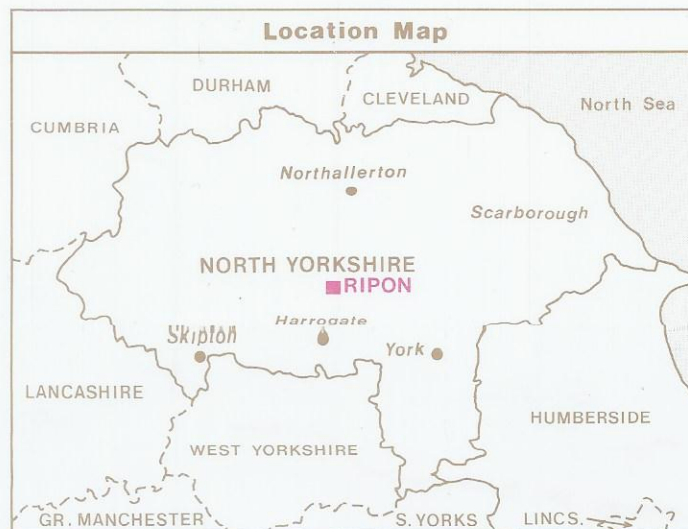 Location Map
DURHAM
CLEVELAND
North Sea
CUMBRIA
Northallerton
Scarborough
NORTH YORKSHIRE
RIPON
Harrogate
Skipton
York
LANCASHIRE
HUMBERSIDE
WEST YORKSHIRE
GR. MANCHESTER
S. YORKS
LINCS.